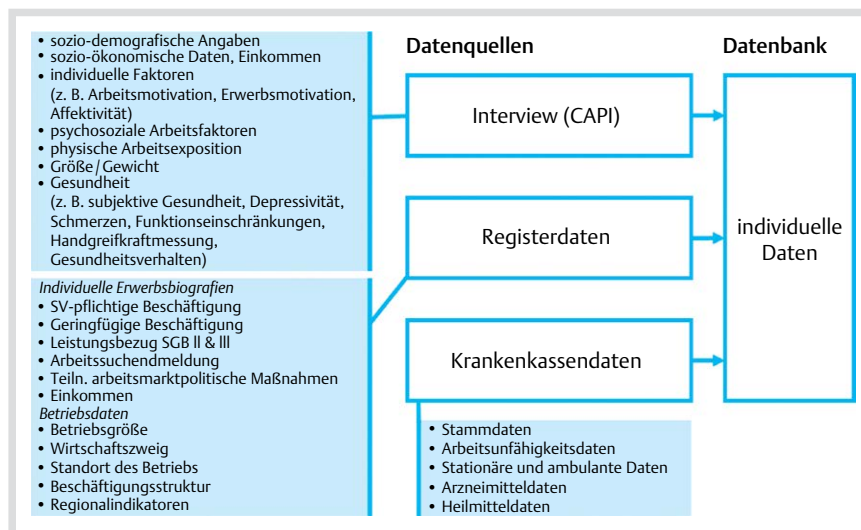 • sozio-demografische Angaben
• sozio-ökonomische Daten, Einkommen
• individuelle Faktoren
(z. B. Arbeitsmotivation, Erwerbsmotivation,
Affektivität)
• psychosoziale Arbeitsfaktoren
• physische Arbeitsexposition
• Größe/Gewicht
• Gesundheit
(z. B. subjektive Gesundheit, Depressivität,
Schmerzen, Funktionseinschränkungen,
Handgreifkraftmessung,
Gesundheitsverhalten)
Individuelle Erwerbsbiografien
• SV-pflichtige Beschäftigung
• Geringfügige Beschäftigung
• Leistungsbezug SGB II & III
• Arbeitssuchendmeldung
• Teiln. arbeitsmarktpolitische Maßnahmen
• Einkommen
Betriebsdaten
• Betriebsgröße
• Wirtschaftszweig
• Standort des Betriebs
• Beschäftigungsstruktur
• Regionalindikatoren
Datenquellen
Interview (CAPI)
Registerdaten
Krankenkassendaten
• Stammdaten
• Arbeitsunfähigkeitsdaten
• Stationäre und ambulante Daten
• Arzneimitteldaten
• Heilmitteldaten
Datenbank
individuelle
Daten